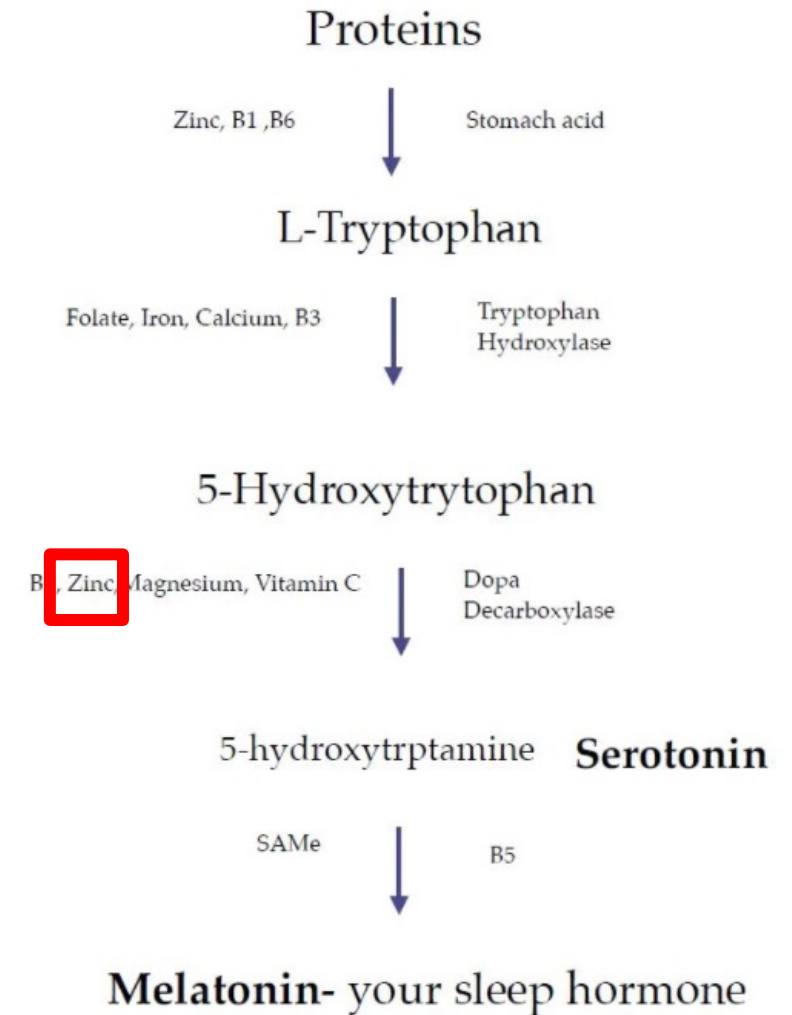 Proteins
Zinc, B1 ,B6 Stomach acid
L-Tryptophan
Folate, Iron, Calcium, B3 Tryptophan
Hydroxylase
5-Hydroxytrytophan
Zinc, Magnesium, Vitamin C Dopa
Decarboxylase
5-hydroxytrptamine Serotonin
SAMe B5
Melatonin- your sleep hormone